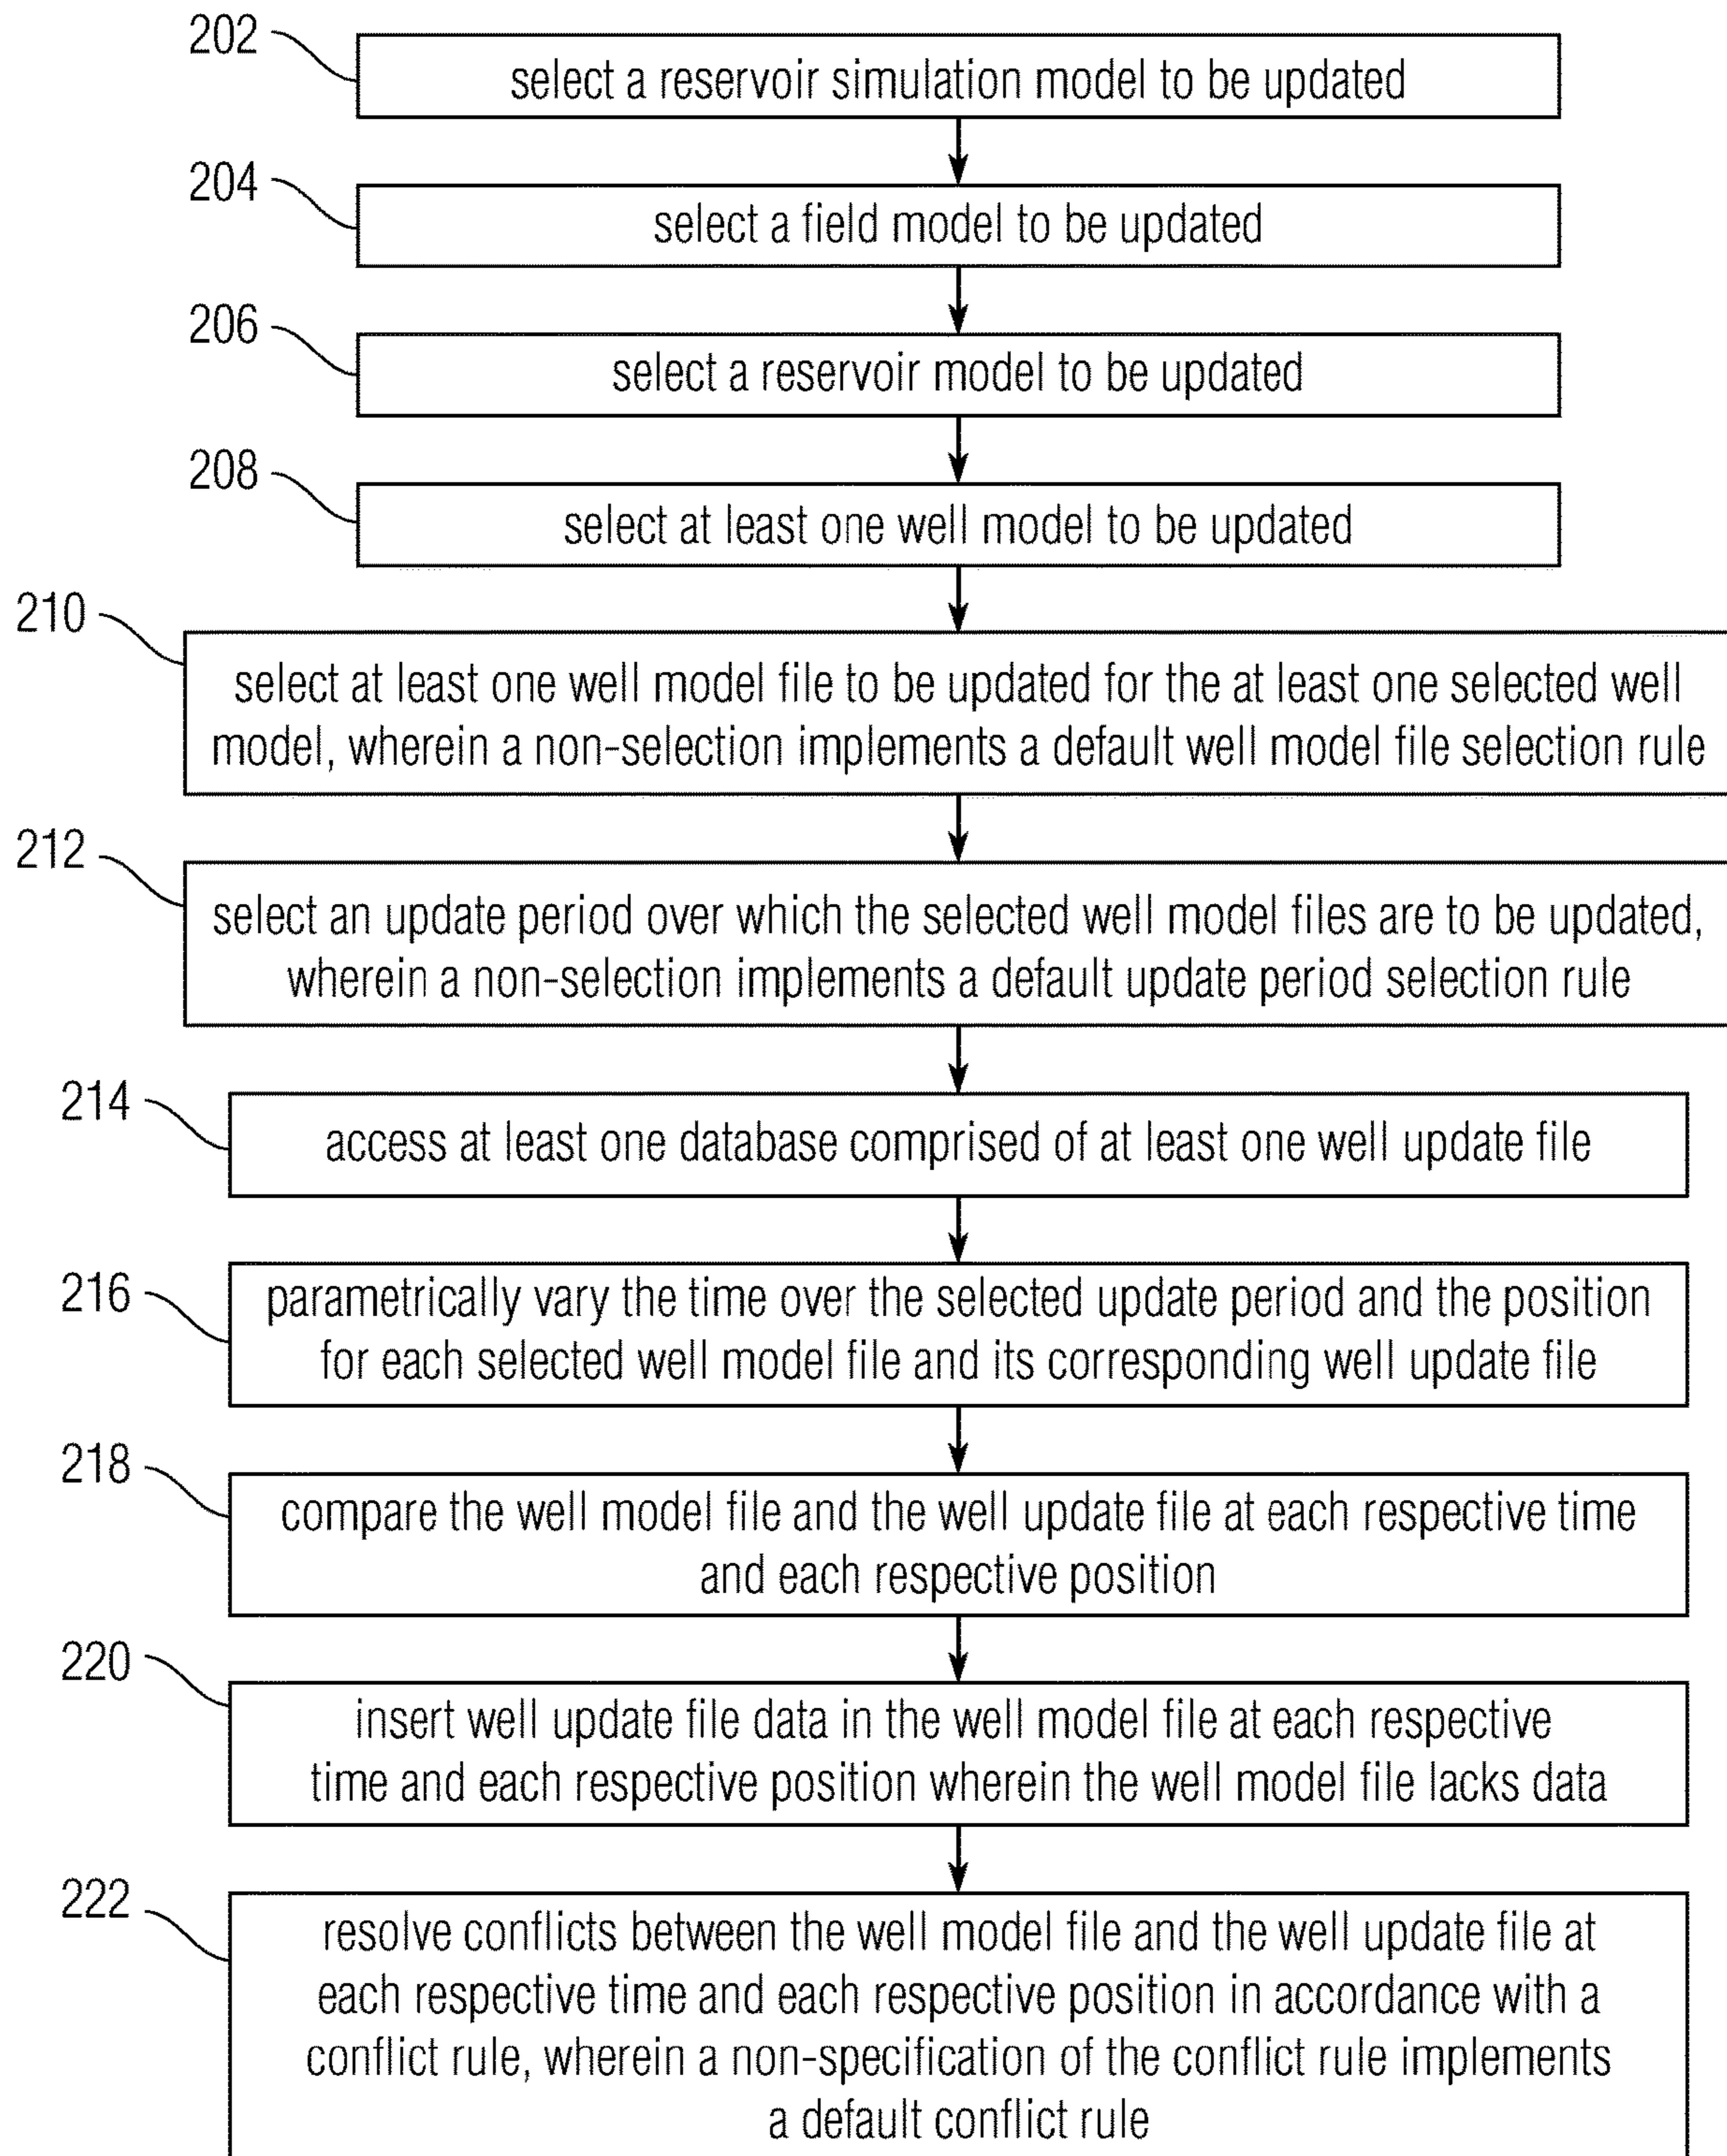 202
select a reservoir simulation model to be updated
204
select a field model to be updated
206
select a reservoir model to be updated
208
select at least one well model to be updated
210
select at least one well model file to be updated for the at least one selected well
model, wherein a non-selection implements a default well model file selection rule
212
select an update period over which the selected well model files are to be updated,
wherein a non-selection implements a default update period selection rule
214
access at least one database comprised of at least one well update file
216
parametrically vary the time over the selected update period and the position
for each selected well model file and its corresponding well update file
218
compare the well model file and the well update file at each respective time
and each respective position
220
insert well update file data in the well model file at each respective
time and each respective position wherein the well model file lacks data
222
resolve conflicts between the well model file and the well update file at
each respective time and each respective position in accordance with a
conflict rule, wherein a non-specification of the conflict rule implements
a default conflict rule